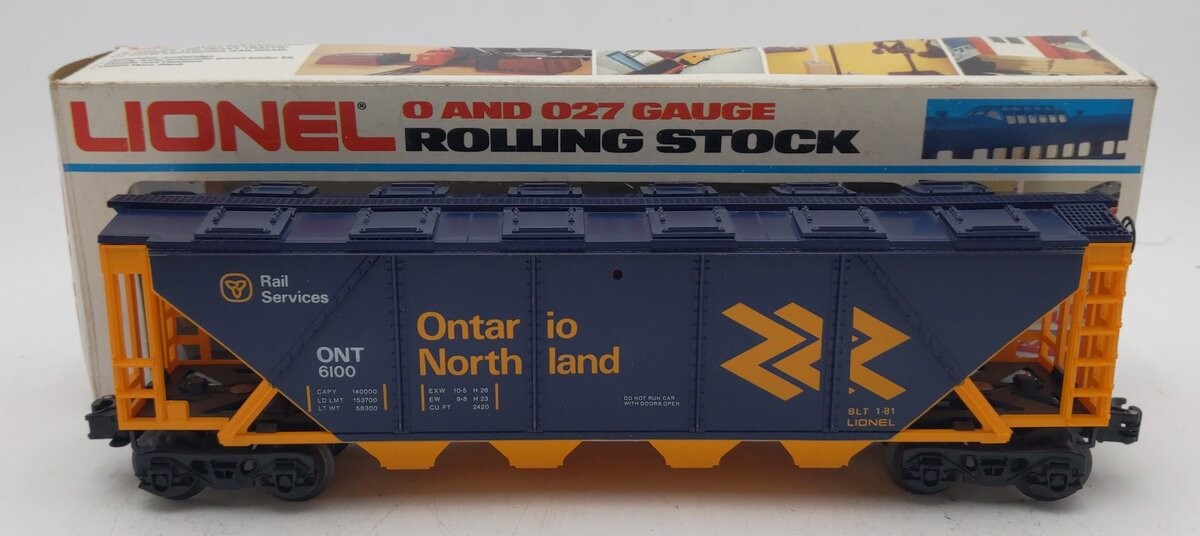 LIONEL®
O AND O27 GAUGE
ROLLING STOCK
Rail
Services
Ontario
Northland
ONT
6100
CAPY 140000
LD LMT 153700
LT WT 58300
EXW 10-5 H 26
EW 9-8 H 23
CU FT 2420
DO NOT RUN CAR
WITH DOORS OPEN
BLT 1-81
LIONEL